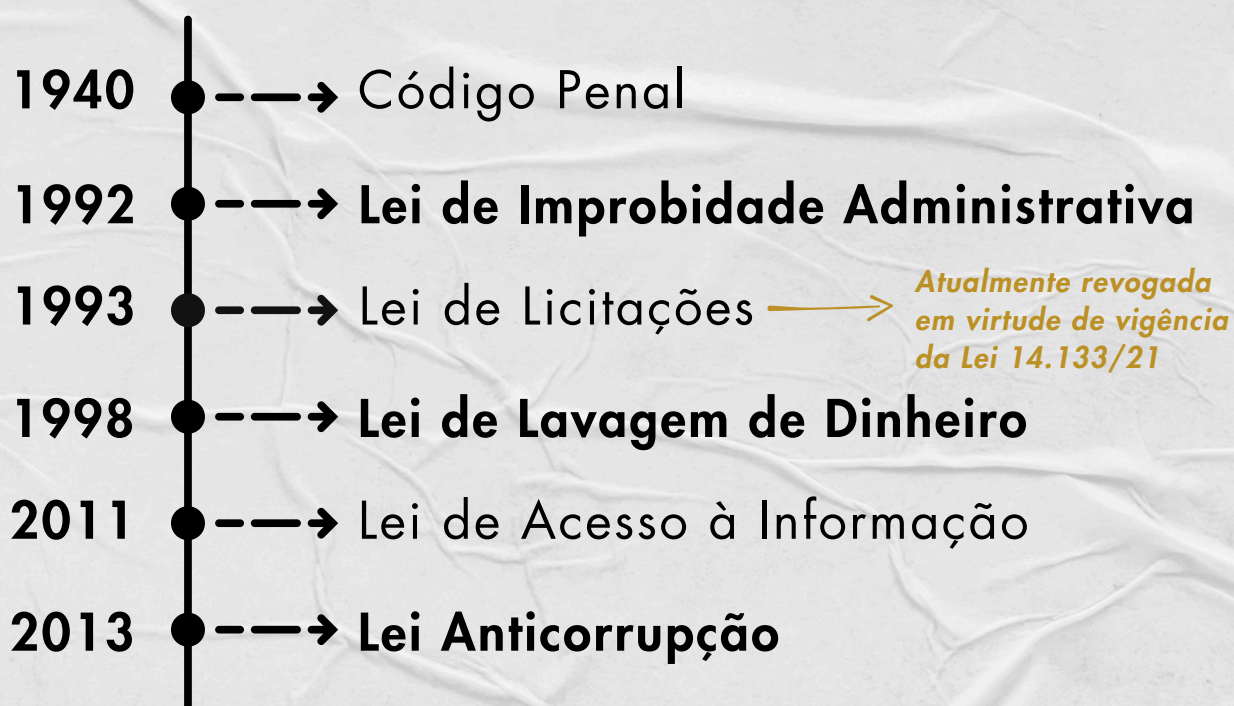 1940 Código Penal
1992 Lei de Improbidade Administrativa
1993 Lei de Licitações
Atualmente revogada
em virtude de vigência
da Lei 14.133/21
1998 Lei de Lavagem de Dinheiro
2011 Lei de Acesso à Informação
2013 Lei Anticorrupção